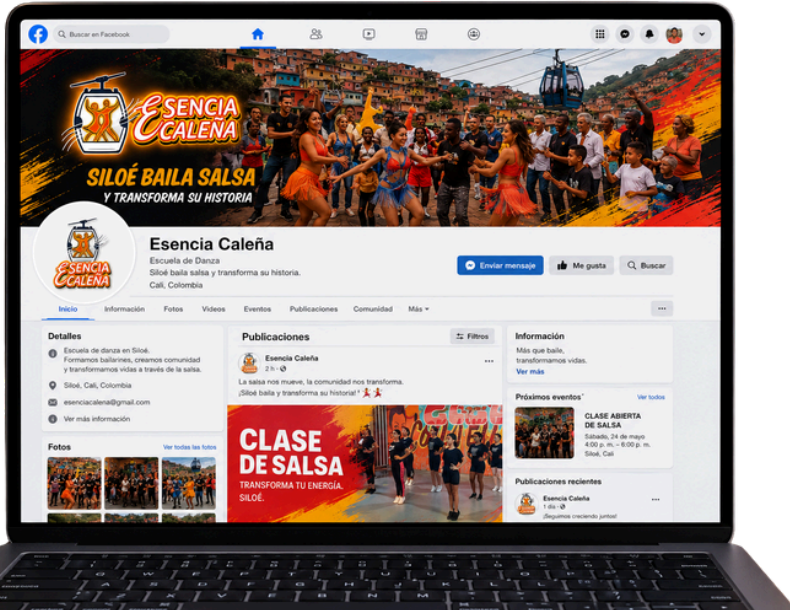 Buscar en Facebook
ESENCIA
CALEÑA
SILOÉ BAILA SALSA
Y TRANSFORMA SU HISTORIA
ESENCIA
CALEÑA
Esencia Caleña
Escuela de Danza
Siloé baila salsa y transforma su historia.
Cali, Colombia
Enviar mensaje
Me gusta
Buscar
Inicio
Información
Fotos
Videos
Eventos
Publicaciones
Comunidad
Más
Detalles
Escuela de danza en Siloé.
Formamos bailarines, creamos comunidad
y transformamos vidas a través de la salsa.
Siloé, Cali, Colombia
esenciacalena@gmail.com
Ver más información
Fotos
Ver todas las fotos
Publicaciones
Filtros
Esencia Caleña
2 h
La salsa nos mueve, la comunidad nos transforma.
¡Siloé baila y transforma su historia!
CLASE
DE SALSA
TRANSFORMA TU ENERGÍA.
SILOÉ.
Información
Más que baile,
transformamos vidas.
Ver más
Próximos eventos
Ver todos
CLASE ABIERTA
DE SALSA
Sábado, 24 de mayo
4:00 p. m. – 6:00 p. m.
Siloé, Cali
Publicaciones recientes
Esencia Caleña
1 día
¡Seguimos creciendo juntos!